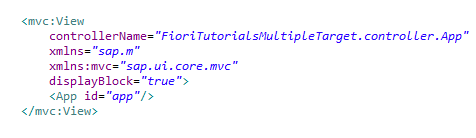 <mvc:View
controllerName="FioriTutorialsMultipleTarget.controller.App"
xmlns="sap.m"
xmlns:mvc="sap.ui.core.mvc"
displayBlock="true">
<App id="app"/>
</mvc:View>